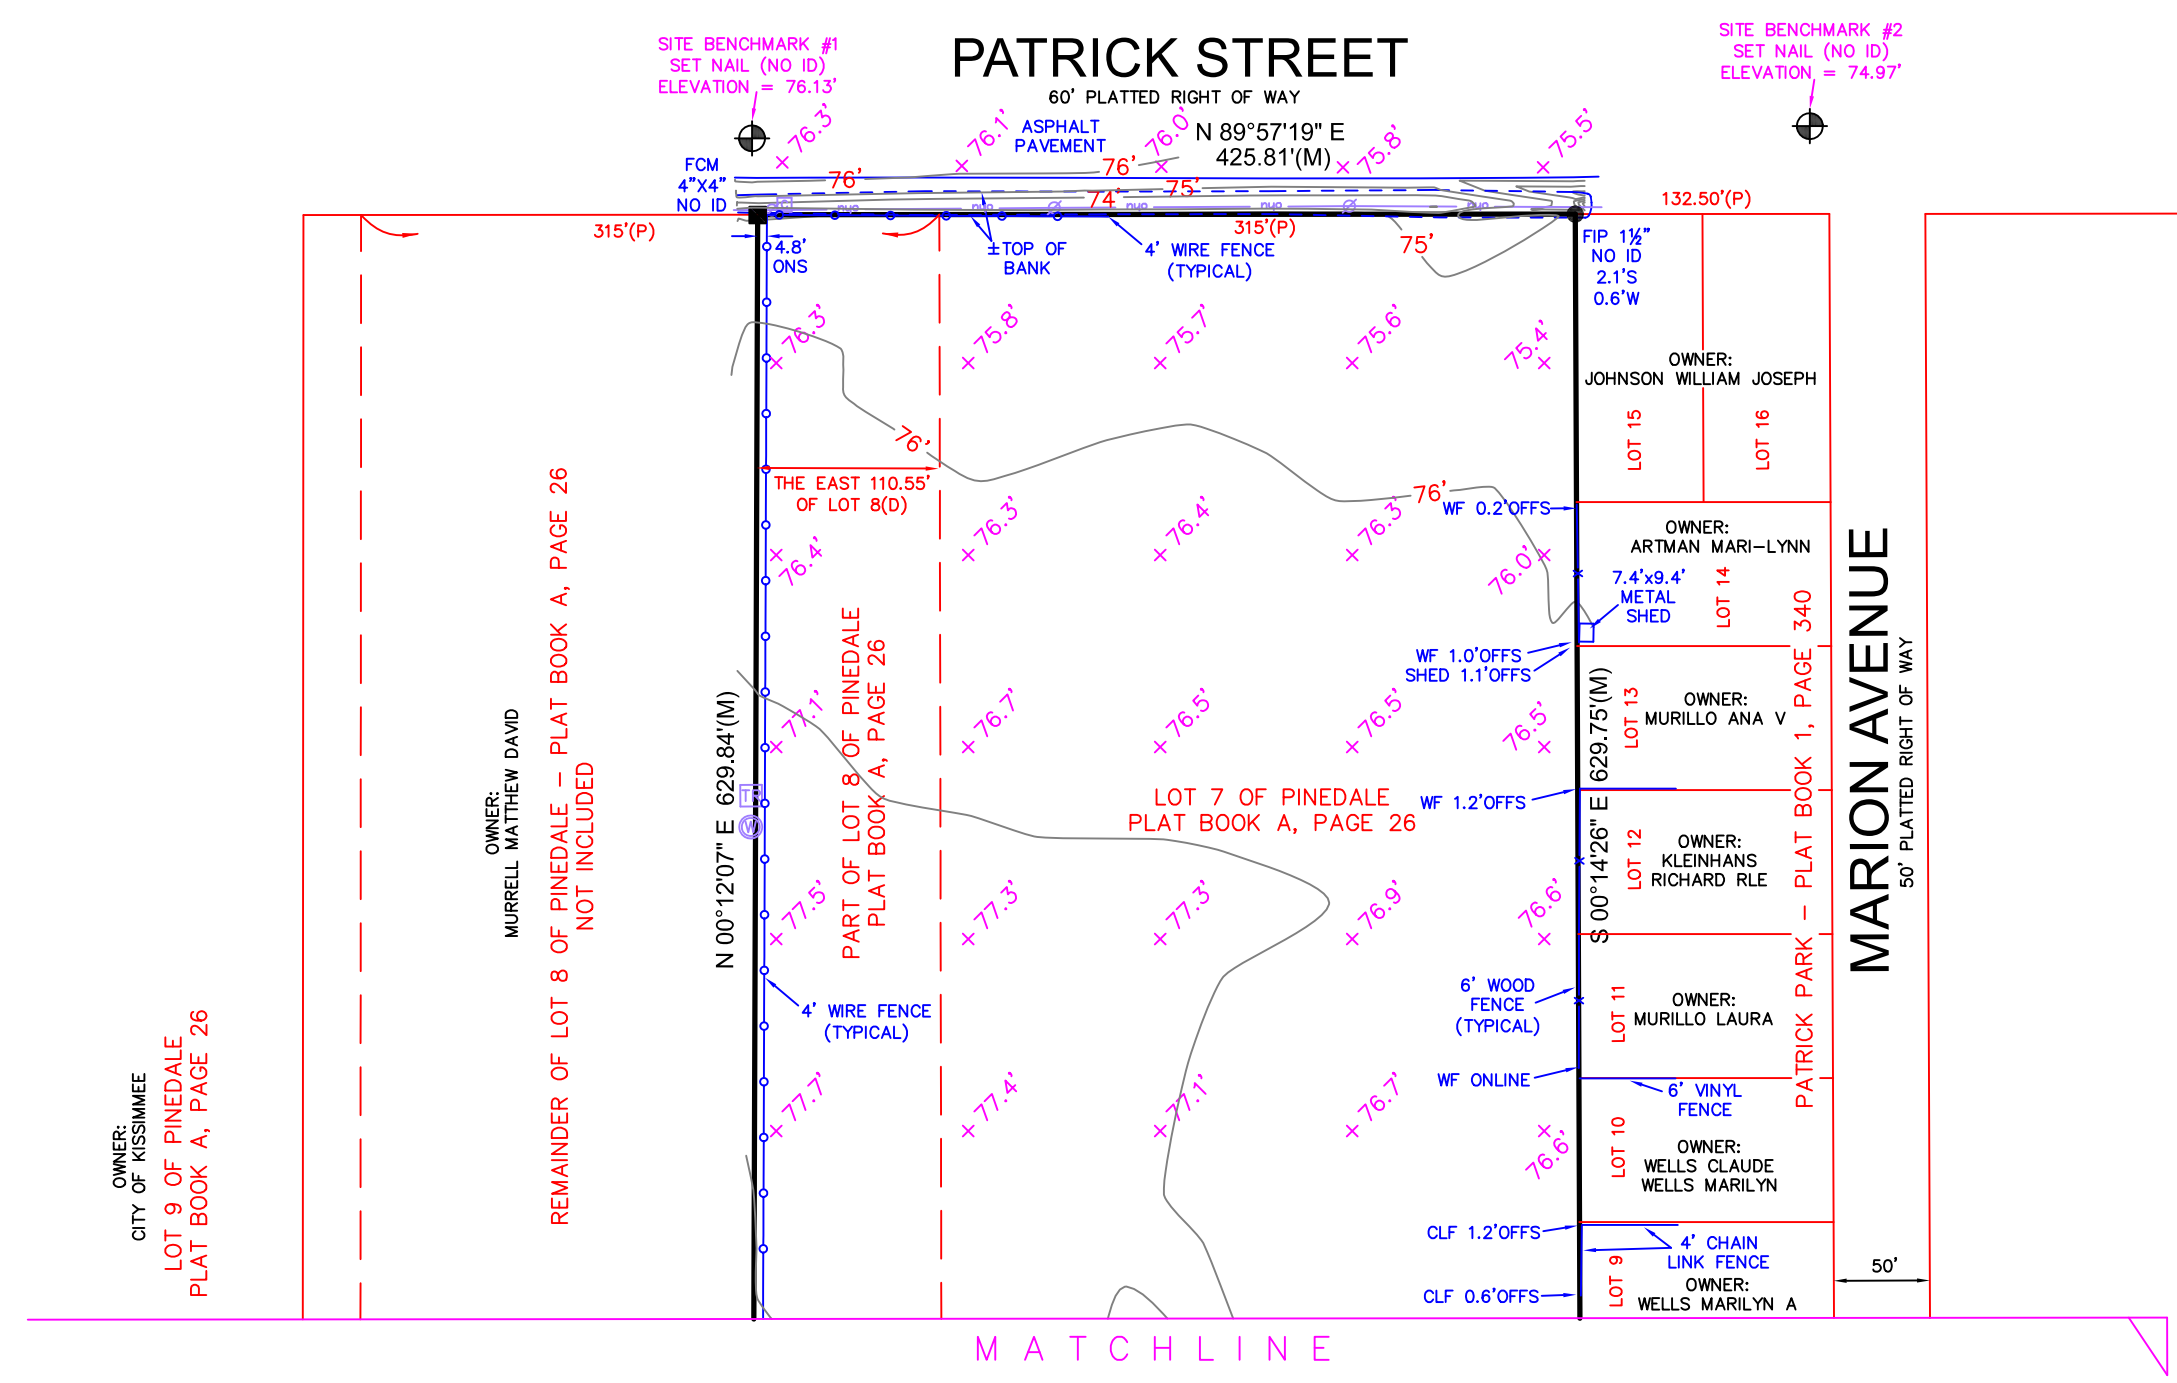 SITE BENCHMARK #1
SET NAIL (NO ID)
ELEVATION = 76.13'
PATRICK STREET
60' PLATTED RIGHT OF WAY
SITE BENCHMARK #2
SET NAIL (NO ID)
ELEVATION = 74.97'
ASPHALT
PAVEMENT
N 89°57'19" E
425.81'(M)
76.3'
76.1'
76.0'
75.8'
75.5'
FCM
4"X4"
NO ID
76'
76'
75'
74'
315'(P)
315'(P)
132.50'(P)
4.8'
ONS
±TOP OF
BANK
4' WIRE FENCE
(TYPICAL)
75'
FIP 1½"
NO ID
2.1'S
0.6'W
76.3'
75.8'
75.7'
75.6'
75.4'
OWNER:
JOHNSON WILLIAM JOSEPH
LOT 15
LOT 16
76'
THE EAST 110.55'
OF LOT 8(D)
76'
WF 0.2'OFFS
OWNER:
ARTMAN MARI-LYNN
7.4'x9.4'
METAL
SHED
LOT 14
76.4'
76.3'
76.4'
76.3'
76.0'
WF 1.0'OFFS
SHED 1.1'OFFS
OWNER:
MURILLO ANA V
LOT 13
77.1'
76.7'
76.5'
76.5'
76.5'
N 00°12'07" E 629.84'(M)
S 00°14'26" E 629.75'(M)
PART OF LOT 8 OF PINEDALE
PLAT BOOK A, PAGE 26
LOT 7 OF PINEDALE
PLAT BOOK A, PAGE 26
WF 1.2'OFFS
W
OWNER:
KLEINHANS
RICHARD RLE
LOT 12
MARION AVENUE
50' PLATTED RIGHT OF WAY
PATRICK PARK - PLAT BOOK 1, PAGE 340
OWNER:
MURRELL MATTHEW DAVID
REMAINDER OF LOT 8 OF PINEDALE - PLAT BOOK A, PAGE 26
NOT INCLUDED
77.5'
77.3'
77.3'
76.9'
76.6'
4' WIRE FENCE
(TYPICAL)
6' WOOD
FENCE
(TYPICAL)
OWNER:
MURILLO LAURA
LOT 11
WF ONLINE
6' VINYL
FENCE
77.7'
77.4'
77.1'
76.7'
76.6'
OWNER:
WELLS CLAUDE
WELLS MARILYN
LOT 10
OWNER:
CITY OF KISSIMMEE
LOT 9 OF PINEDALE
PLAT BOOK A, PAGE 26
CLF 1.2'OFFS
4' CHAIN
LINK FENCE
CLF 0.6'OFFS
OWNER:
WELLS MARILYN A
LOT 9
50'
MATCHLINE